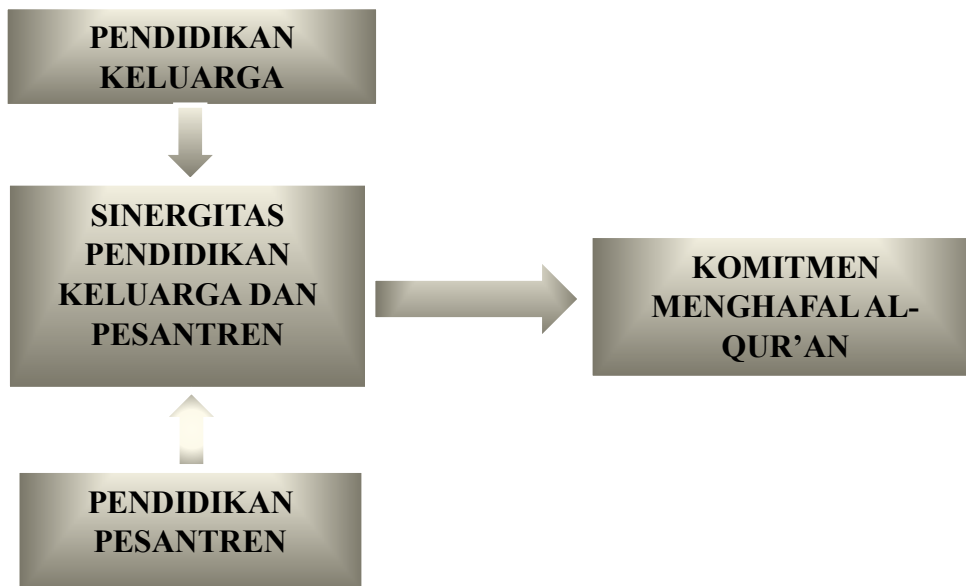 PENDIDIKAN
KELUARGA
SINERGITAS
PENDIDIKAN
KELUARGA DAN
PESANTREN
KOMITMEN
MENGHAFAL AL-
QUR’AN
PENDIDIKAN
PESANTREN